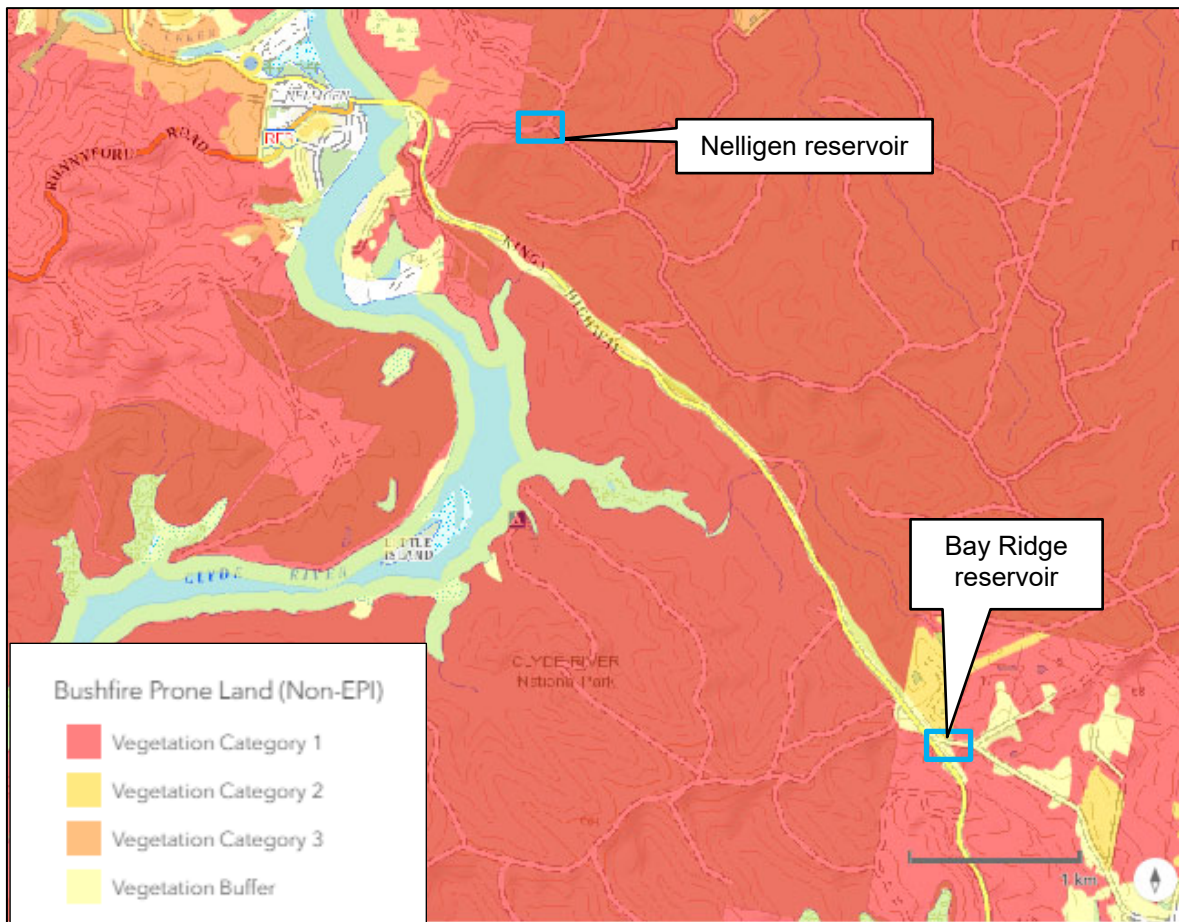 NELLIGEN
Nelligen reservoir
RUNNYFORD ROAD
KINGS HIGHWAY
LITTLE
ISLAND
CLYDE RIVER
Bay Ridge
reservoir
CLYDE RIVER
National Park
1 km
Bushfire Prone Land (Non-EPI)
Vegetation Category 1
Vegetation Category 2
Vegetation Category 3
Vegetation Buffer